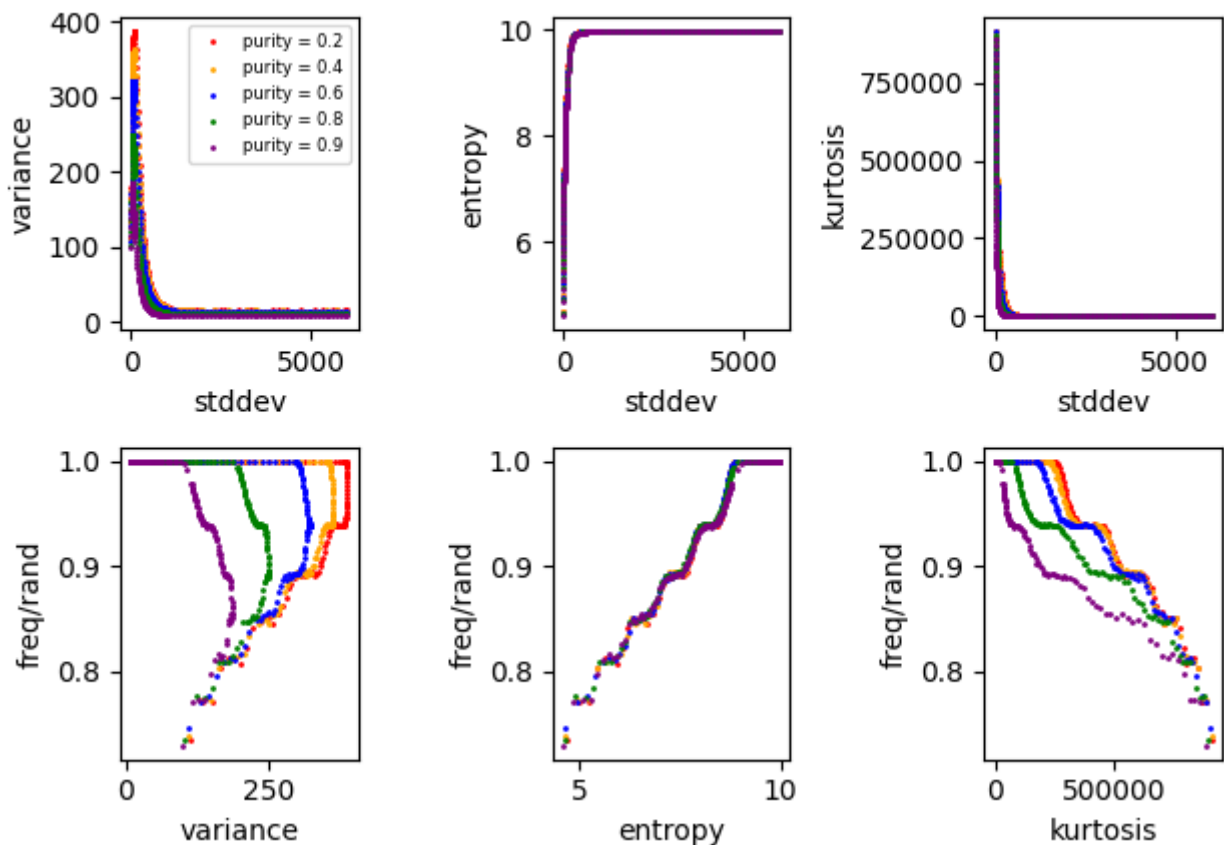 400
300
200
100
0
variance
purity = 0.2
purity = 0.4
purity = 0.6
purity = 0.8
purity = 0.9
0
5000
stddev
10
8
6
entropy
0
5000
stddev
750000
500000
250000
0
kurtosis
0
5000
stddev
1.0
0.9
0.8
freq/rand
0
250
variance
1.0
0.9
0.8
freq/rand
5
10
entropy
1.0
0.9
0.8
freq/rand
0
500000
kurtosis